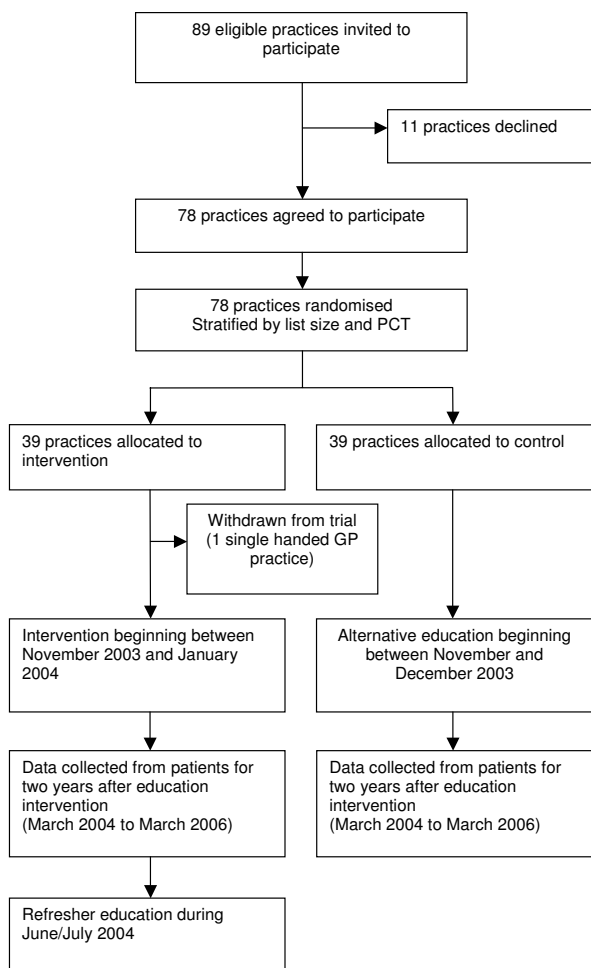 89 eligible practices invited to
participate
11 practices declined
78 practices agreed to participate
78 practices randomised
Stratified by list size and PCT
39 practices allocated to
intervention
39 practices allocated to control
Withdrawn from trial
(1 single handed GP
practice)
Intervention beginning between
November 2003 and January
2004
Alternative education beginning
between November and
December 2003
Data collected from patients for
two years after education
intervention
(March 2004 to March 2006)
Data collected from patients for
two years after education
intervention
(March 2004 to March 2006)
Refresher education during
June/July 2004